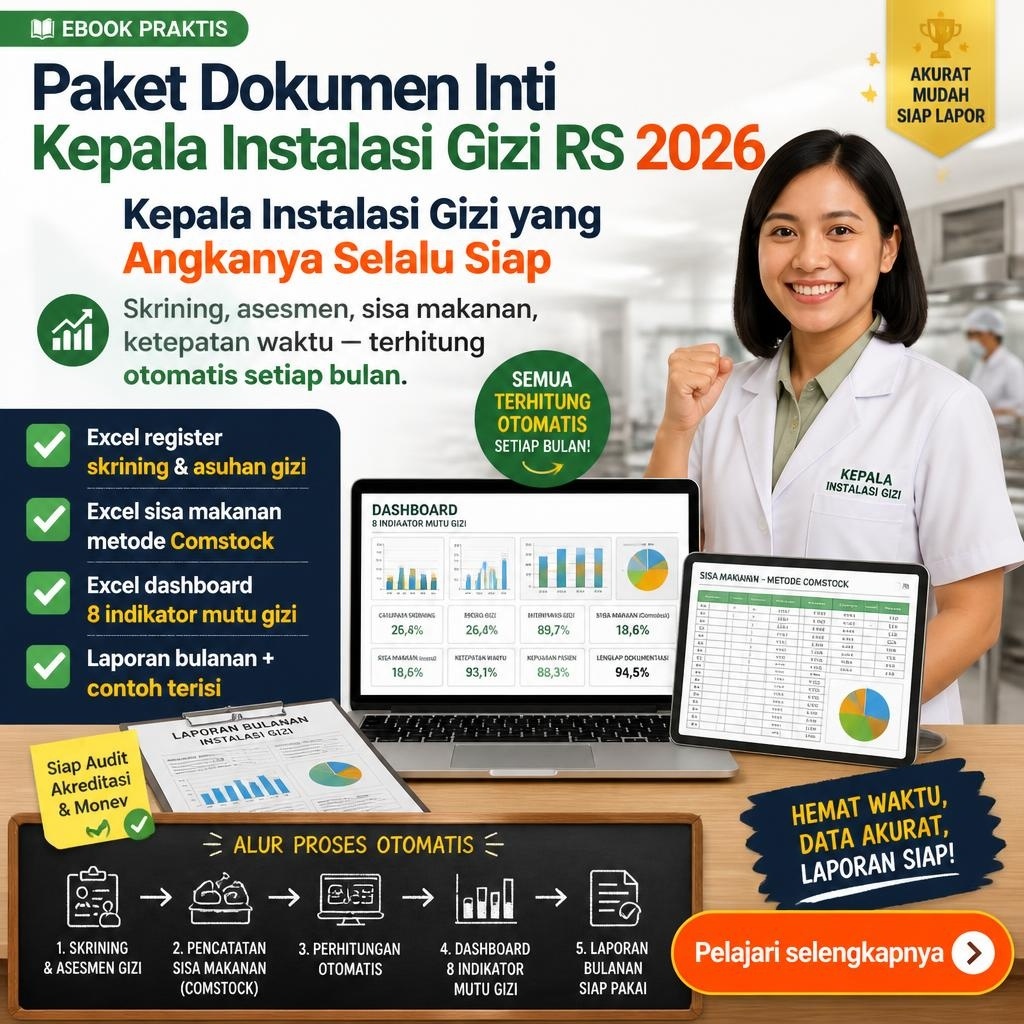 EBOOK PRAKTIS
AKURAT
MUDAH
SIAP LAPOR
Paket Dokumen Inti
Kepala Instalasi Gizi RS 2026
Kepala Instalasi Gizi yang
Angkanya Selalu Siap
Skrining, asesmen, sisa makanan,
ketepatan waktu — terhitung
otomatis setiap bulan.
SEMUA
TERHITUNG
OTOMATIS
SETIAP BULAN!
KEPALA
INSTALASI GIZI
Excel register
skrining & asuhan gizi
Excel sisa makanan
metode Comstock
Excel dashboard
8 indikator mutu gizi
Laporan bulanan +
contoh terisi
DASHBOARD
8 INDIKATOR MUTU GIZI
26,4%
89,7%
18,6%
18,6%
93,1%
88,3%
94,5%
SISA MAKANAN - METODE COMSTOCK
LAPORAN BULANAN
INSTALASI GIZI
Siap Audit
Akreditasi
& Monev
HEMAT WAKTU,
DATA AKURAT,
LAPORAN SIAP!
ALUR PROSES OTOMATIS
1. SKRINING
& ASESMEN GIZI
2. PENCATATAN
SISA MAKANAN
(COMSTOCK)
3. PERHITUNGAN
OTOMATIS
4. DASHBOARD
8 INDIKATOR
MUTU GIZI
5. LAPORAN
BULANAN
SIAP PAKAI
Pelajari selengkapnya